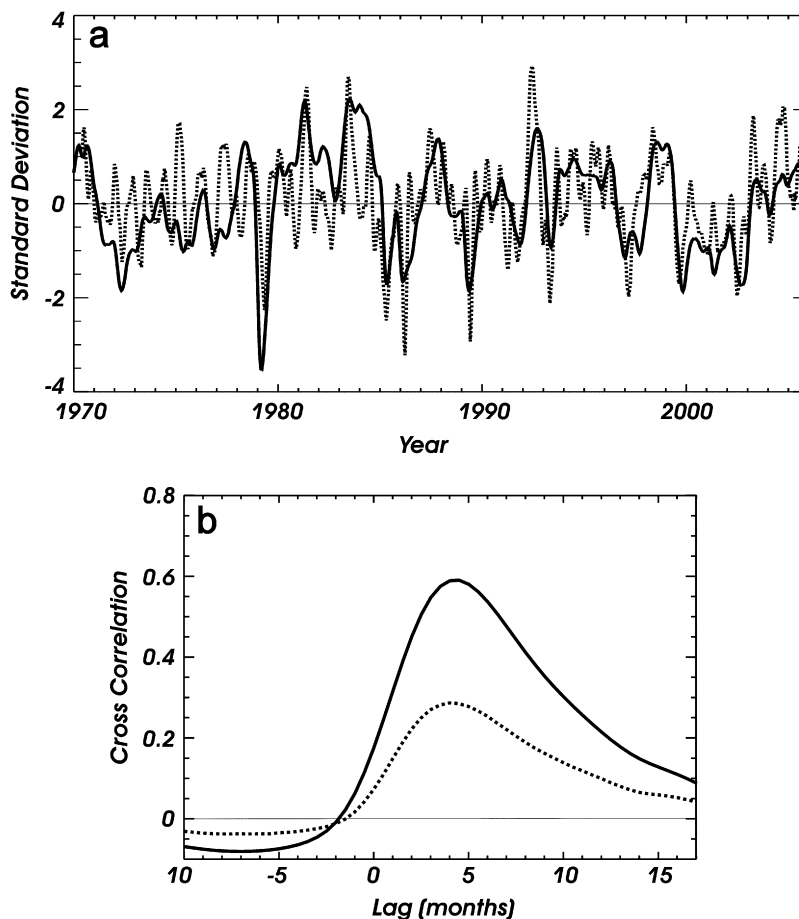 a
4
2
0
-2
-4
Standard Deviation
1970 1980 1990 2000
Year
b
0.8
0.6
0.4
0.2
0
Cross Correlation
10 -5 0 5 10 15
Lag (months)